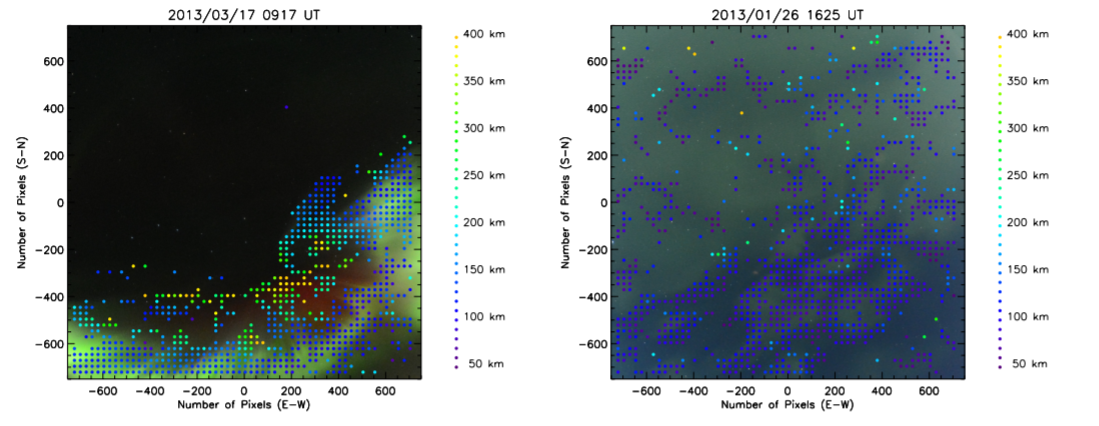 2013/03/17 0917 UT
400 km
350 km
300 km
250 km
200 km
150 km
100 km
50 km
600
400
200
0
−200
−400
−600
−600
−400
−200
0
200
400
600
Number of Pixels (S−N)
Number of Pixels (E−W)
2013/01/26 1625 UT
400 km
350 km
300 km
250 km
200 km
150 km
100 km
50 km
600
400
200
0
−200
−400
−600
−600
−400
−200
0
200
400
600
Number of Pixels (S−N)
Number of Pixels (E−W)